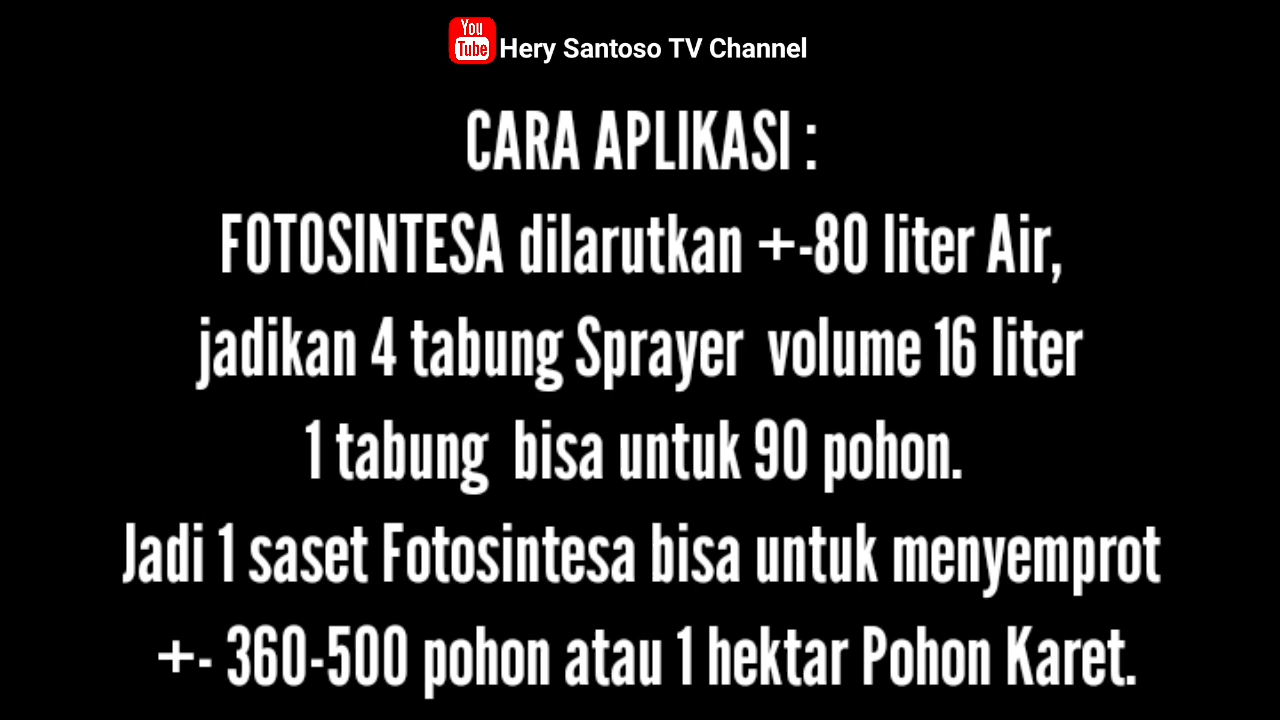 You
Tube Hery Santoso TV Channel
CARA APLIKASI :
FOTOSINTESA dilarutkan +-80 liter Air,
jadikan 4 tabung Sprayer volume 16 liter
1 tabung bisa untuk 90 pohon.
Jadi 1 saset Fotosintesa bisa untuk menyemprot
+- 360-500 pohon atau 1 hektar Pohon Karet.